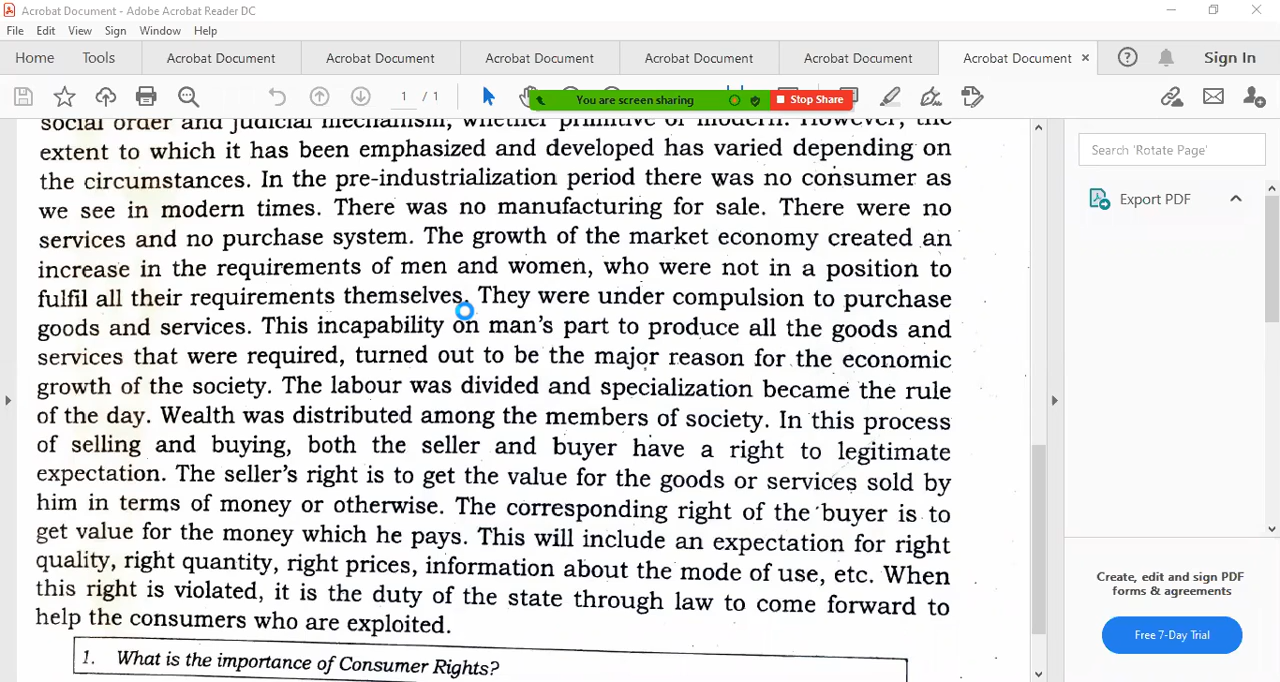 Acrobat Document - Adobe Acrobat Reader DC
File Edit View Sign Window Help
Home Tools Acrobat Document Acrobat Document Acrobat Document Acrobat Document Acrobat Document Acrobat Document × ? Sign In
1 / 1
You are screen sharing Stop Share
Search 'Rotate Page'
Export PDF
social order and judicial mechanism, whether primitive or modern. However, the
extent to which it has been emphasized and developed has varied depending on
the circumstances. In the pre-industrialization period there was no consumer as
we see in modern times. There was no manufacturing for sale. There were no
services and no purchase system. The growth of the market economy created an
increase in the requirements of men and women, who were not in a position to
fulfil all their requirements themselves. They were under compulsion to purchase
goods and services. This incapability on man's part to produce all the goods and
services that were required, turned out to be the major reason for the economic
growth of the society. The labour was divided and specialization became the rule
of the day. Wealth was distributed among the members of society. In this process
of selling and buying, both the seller and buyer have a right to legitimate
expectation. The seller's right is to get the value for the goods or services sold by
him in terms of money or otherwise. The corresponding right of the buyer is to
get value for the money which he pays. This will include an expectation for right
quality, right quantity, right prices, information about the mode of use, etc. When
this right is violated, it is the duty of the state through law to come forward to
help the consumers who are exploited.
1. What is the importance of Consumer Rights?
Create, edit and sign PDF
forms & agreements
Free 7-Day Trial